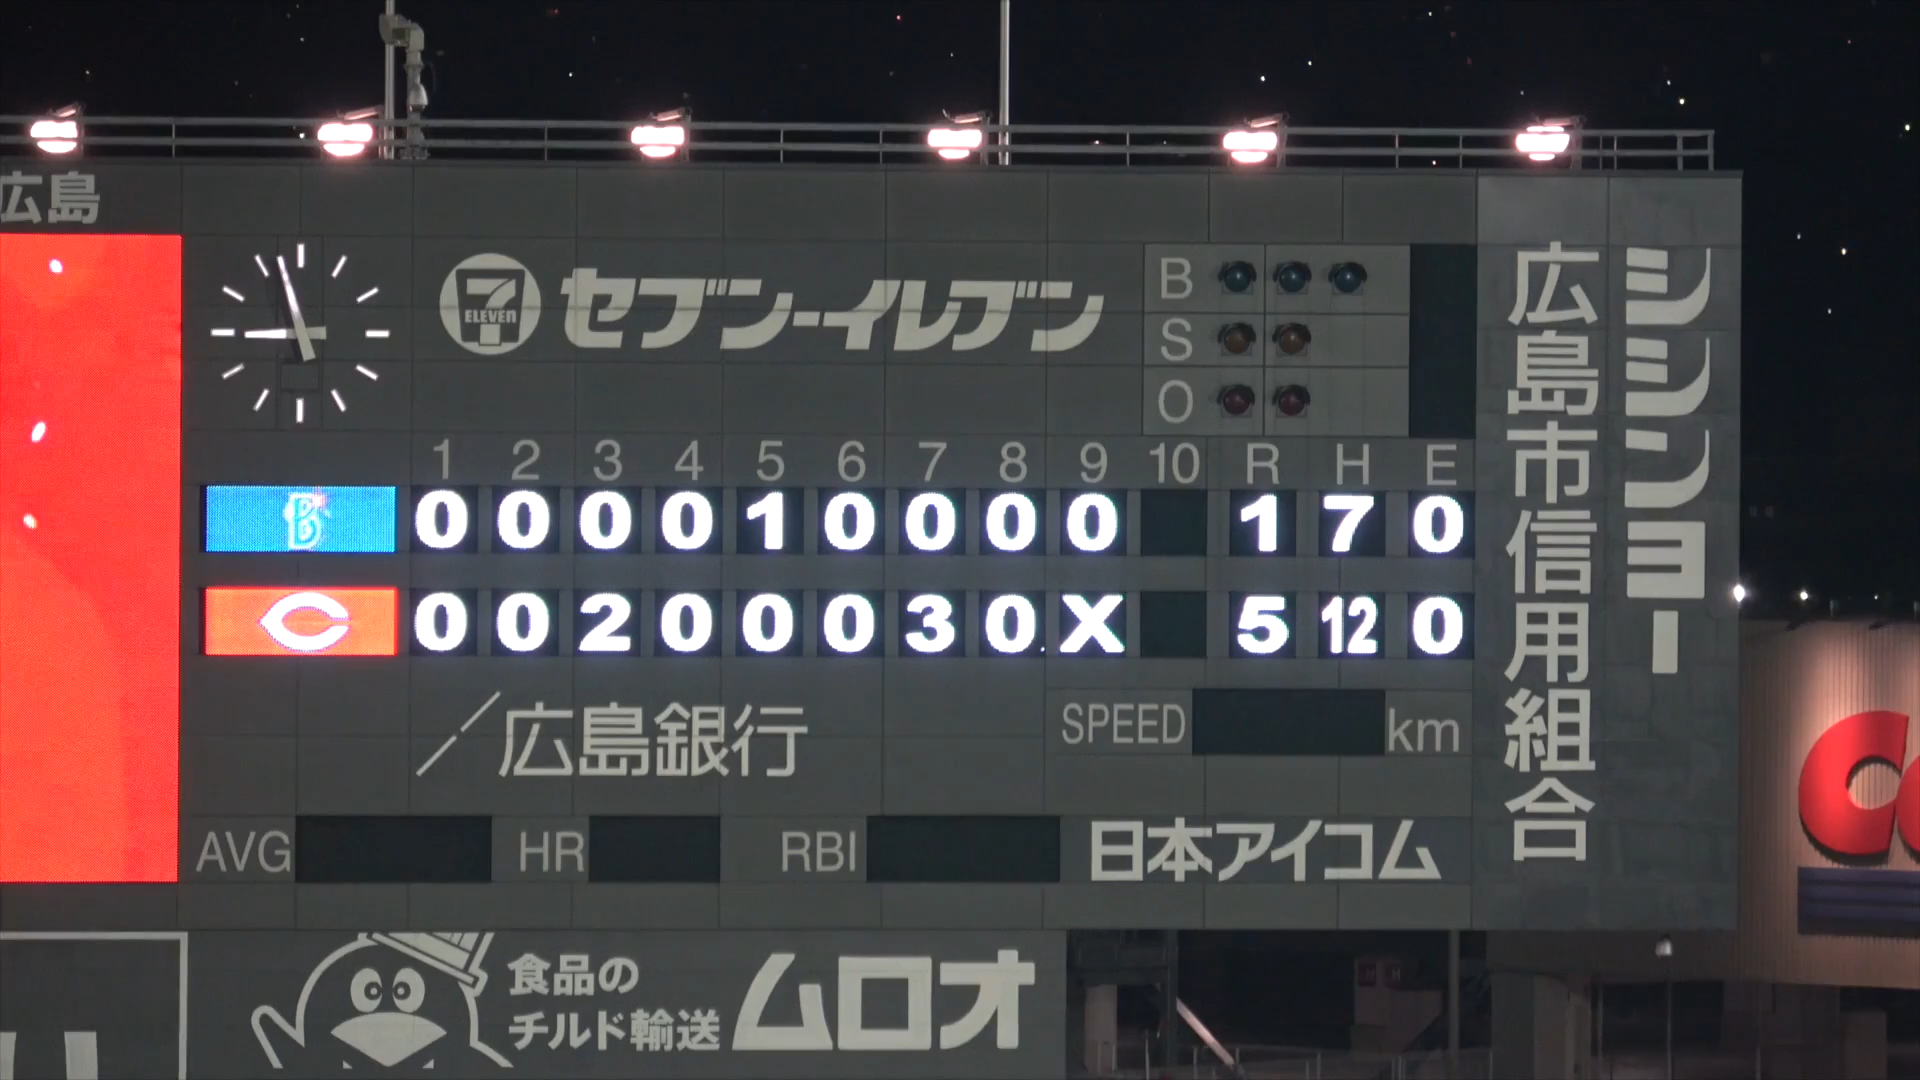 広島
7
ELEVEN
セブン-イレブン
B
S
O
1 2 3 4 5 6 7 8 9 10 R H E
B 0 0 0 0 1 0 0 0 0 1 7 0
C 0 0 2 0 0 0 3 0 X 5 12 0
広島銀行
SPEED km
AVG HR RBI
日本アイコム
シシンヨー
広島市信用組合
食品の
チルド輸送
ムロオ